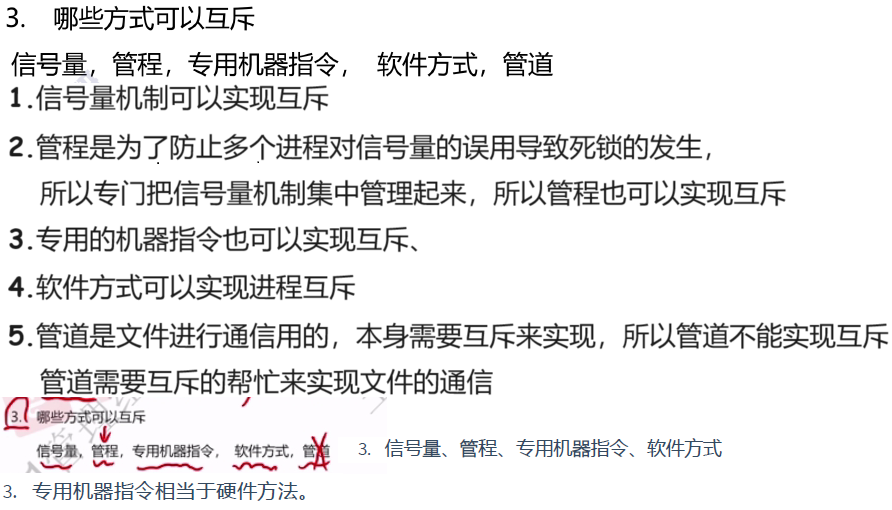 3. 哪些方式可以互斥
信号量，管程，专用机器指令， 软件方式，管道
1.信号量机制可以实现互斥
2.管程是为了防止多个进程对信号量的误用导致死锁的发生，
所以专门把信号量机制集中管理起来，所以管程也可以实现互斥
3.专用的机器指令也可以实现互斥、
4.软件方式可以实现进程互斥
5.管道是文件进行通信用的，本身需要互斥来实现，所以管道不能实现互斥
管道需要互斥的帮忙来实现文件的通信
3. 哪些方式可以互斥
信号量，管程，专用机器指令， 软件方式，管道
3. 信号量、管程、专用机器指令、软件方式
3. 专用机器指令相当于硬件方法。